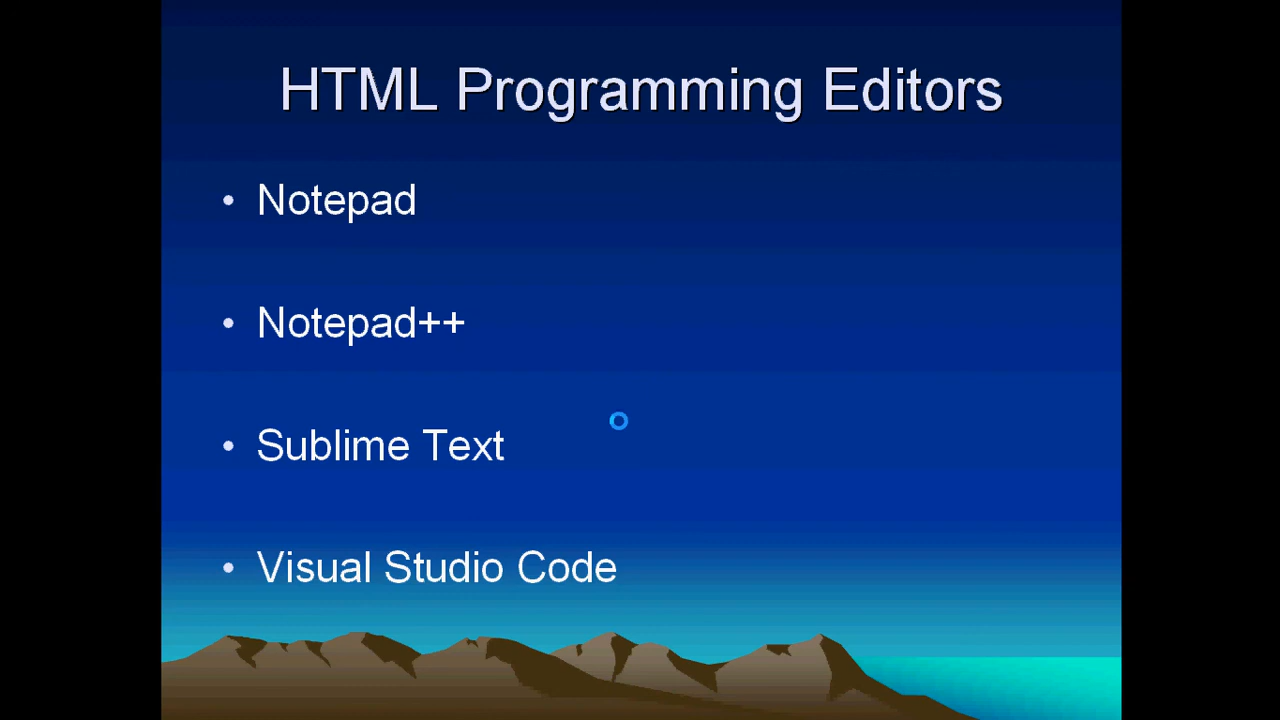 HTML Programming Editors
• Notepad
• Notepad++
• Sublime Text
• Visual Studio Code